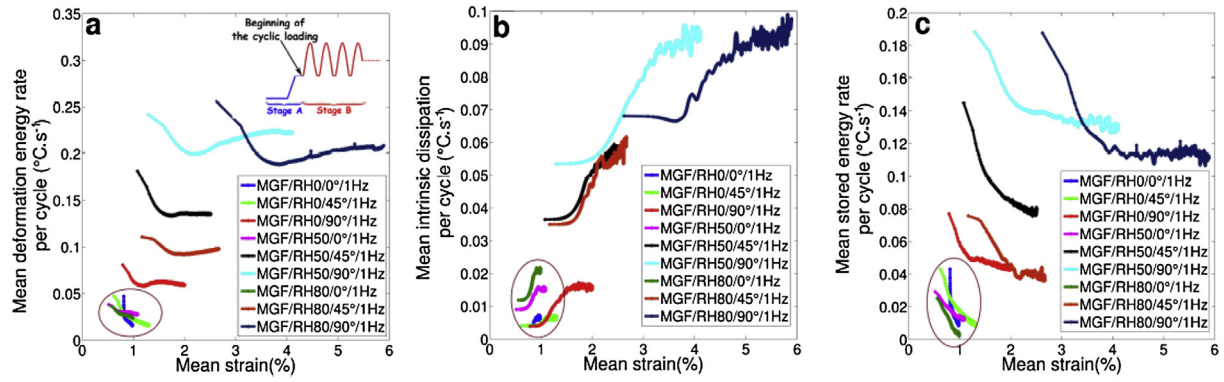 a
Beginning of
the cyclic loading
Stage A
Stage B
Mean deformation energy rate
per cycle (°C.s-1)
0.35
0.3
0.25
0.2
0.15
0.1
0.05
0
0 1 2 3 4 5 6
Mean strain(%)
MGF/RH0/0°/1Hz
MGF/RH0/45°/1Hz
MGF/RH0/90°/1Hz
MGF/RH50/0°/1Hz
MGF/RH50/45°/1Hz
MGF/RH50/90°/1Hz
MGF/RH80/0°/1Hz
MGF/RH80/45°/1Hz
MGF/RH80/90°/1Hz
b
Mean intrinsic dissipation
per cycle (°C.s-1)
0.1
0.09
0.08
0.07
0.06
0.05
0.04
0.03
0.02
0.01
0
0 1 2 3 4 5 6
Mean strain(%)
MGF/RH0/0°/1Hz
MGF/RH0/45°/1Hz
MGF/RH0/90°/1Hz
MGF/RH50/0°/1Hz
MGF/RH50/45°/1Hz
MGF/RH50/90°/1Hz
MGF/RH80/0°/1Hz
MGF/RH80/45°/1Hz
MGF/RH80/90°/1Hz
c
Mean stored energy rate
per cycle (°C.s-1)
0.2
0.18
0.16
0.14
0.12
0.1
0.08
0.06
0.04
0.02
0
0 1 2 3 4 5 6
Mean strain(%)
MGF/RH0/0°/1Hz
MGF/RH0/45°/1Hz
MGF/RH0/90°/1Hz
MGF/RH50/0°/1Hz
MGF/RH50/45°/1Hz
MGF/RH50/90°/1Hz
MGF/RH80/0°/1Hz
MGF/RH80/45°/1Hz
MGF/RH80/90°/1Hz